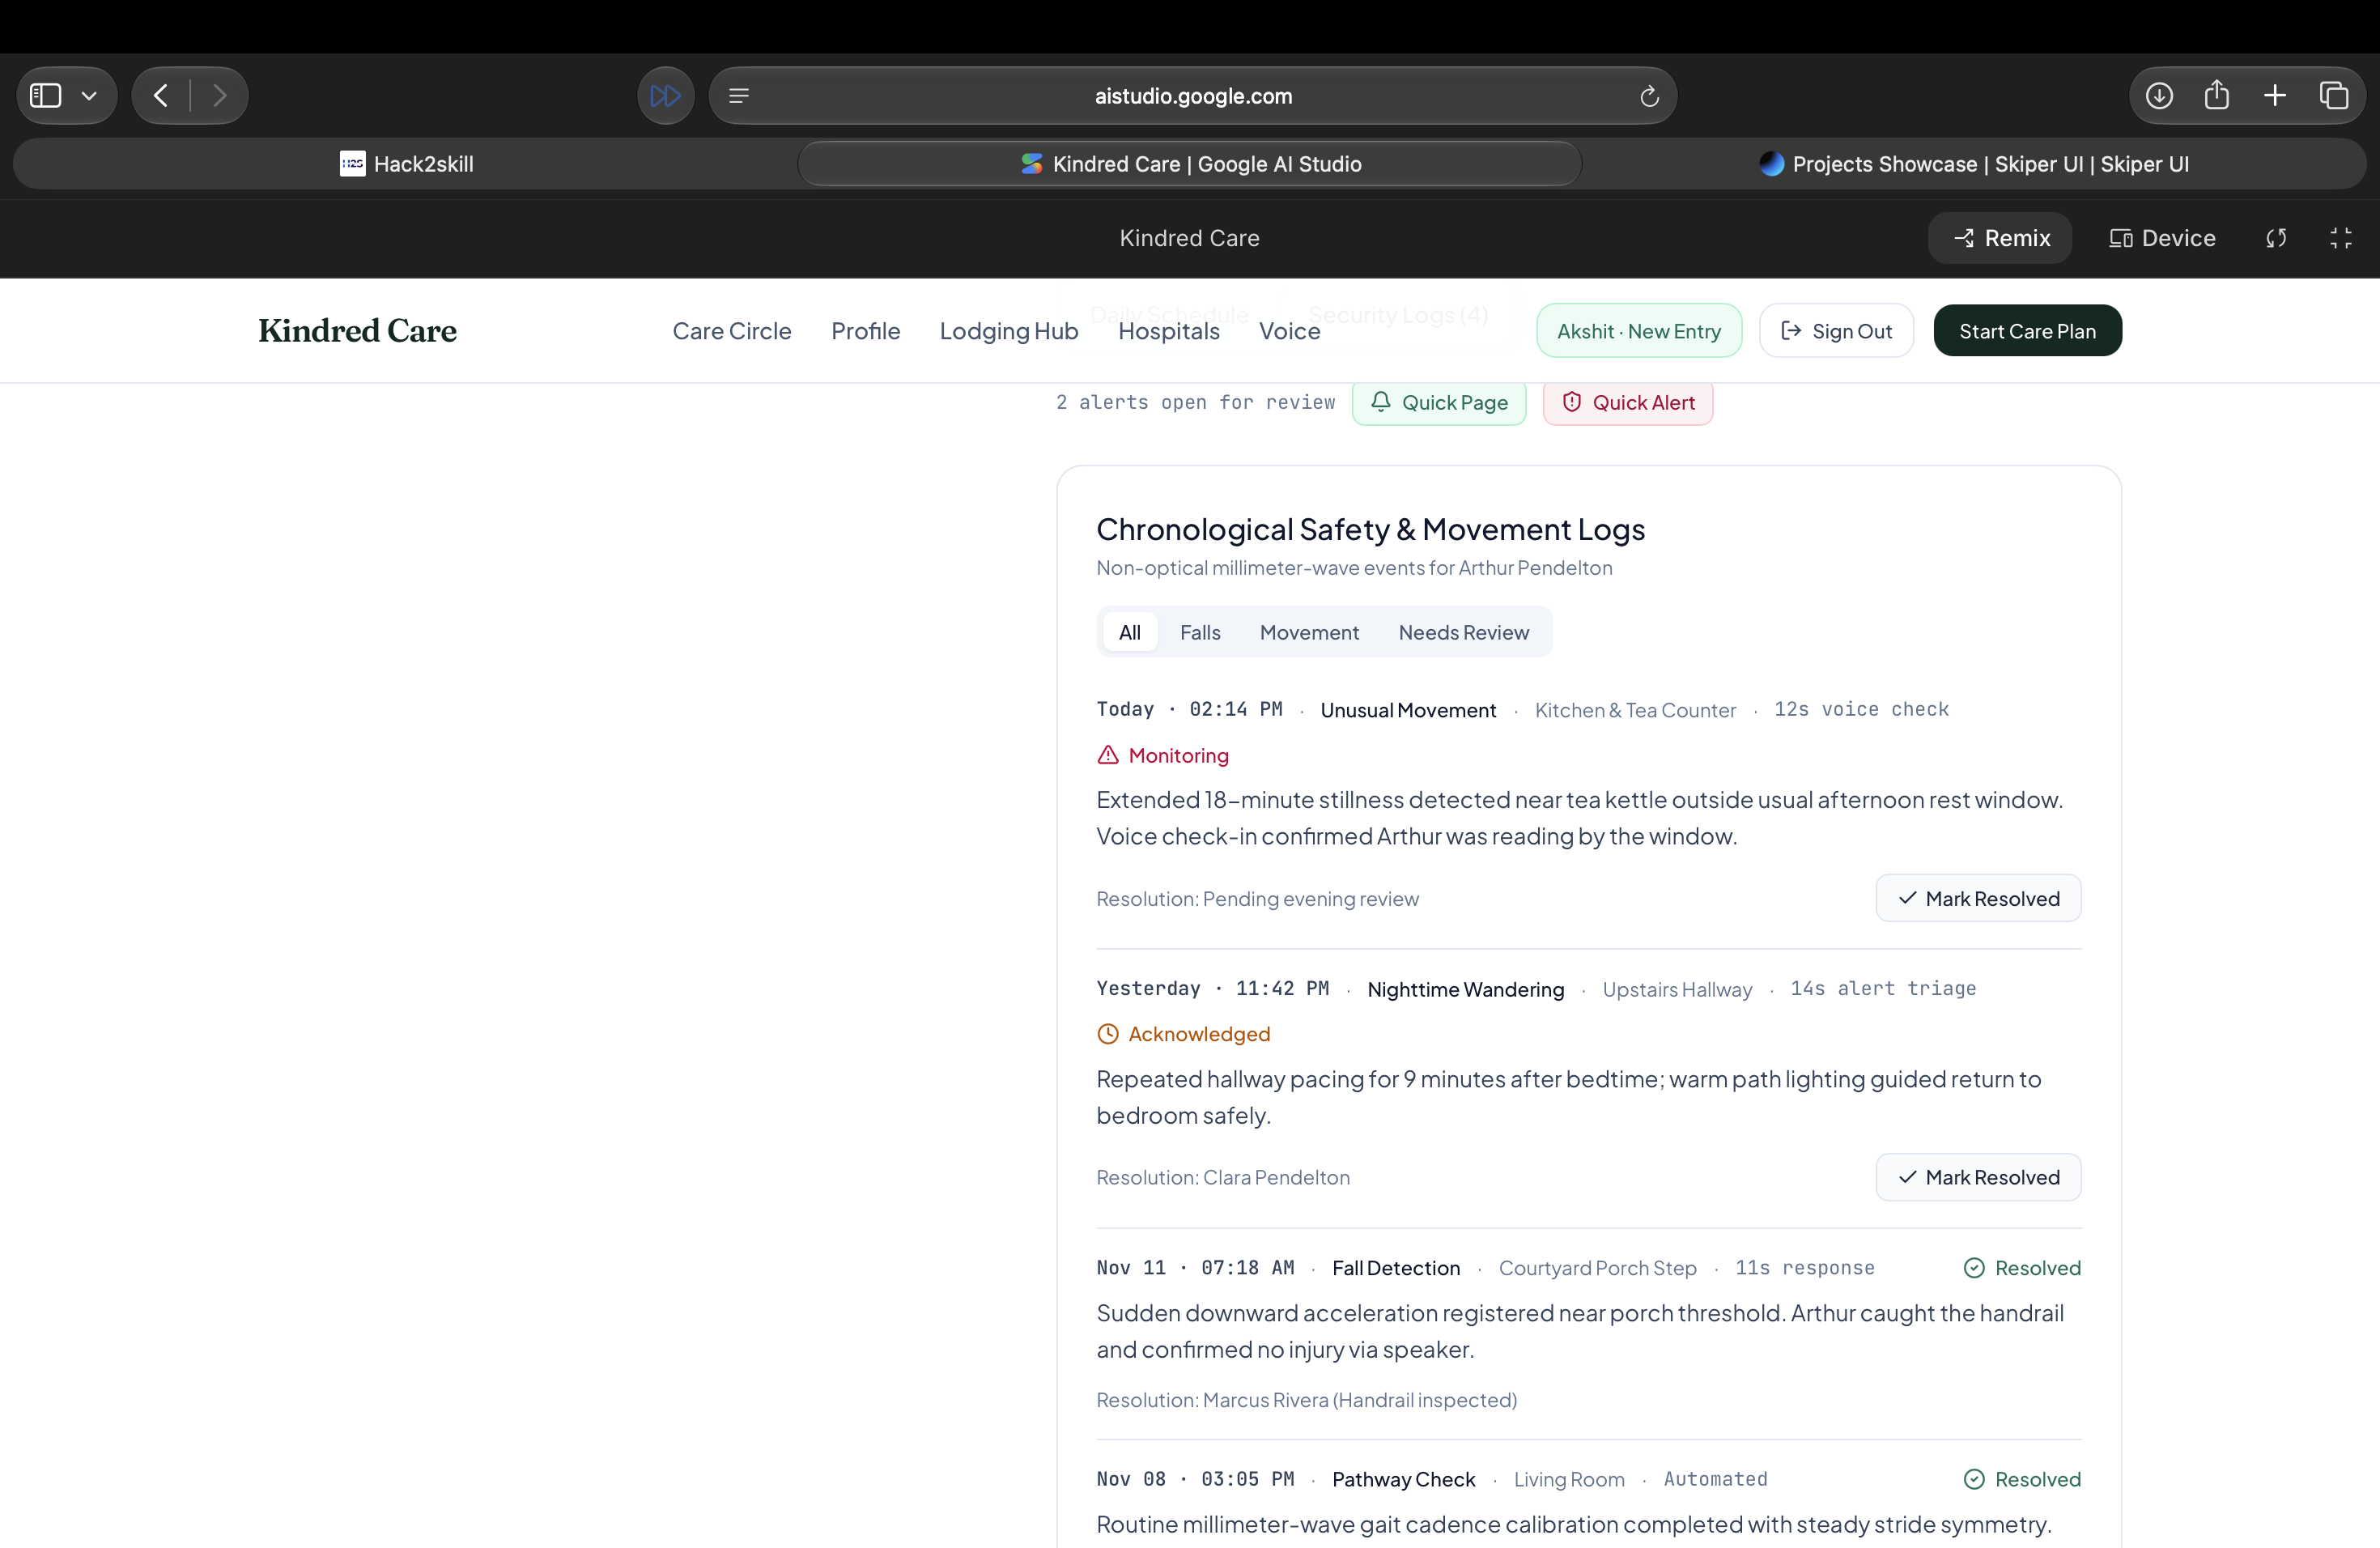 aistudio.google.com
H2S Hack2skill
Kindred Care | Google AI Studio
Projects Showcase | Skiper UI | Skiper UI
Kindred Care
Remix
Device
Kindred Care
Care Circle
Profile
Lodging Hub
Hospitals
Voice
Daily Schedule
Security Logs (4)
Akshit · New Entry
Sign Out
Start Care Plan
2 alerts open for review
Quick Page
Quick Alert
Chronological Safety & Movement Logs
Non-optical millimeter-wave events for Arthur Pendelton
All
Falls
Movement
Needs Review
Today · 02:14 PM · Unusual Movement · Kitchen & Tea Counter · 12s voice check
Monitoring
Extended 18-minute stillness detected near tea kettle outside usual afternoon rest window.
Voice check-in confirmed Arthur was reading by the window.
Resolution: Pending evening review
Mark Resolved
Yesterday · 11:42 PM · Nighttime Wandering · Upstairs Hallway · 14s alert triage
Acknowledged
Repeated hallway pacing for 9 minutes after bedtime; warm path lighting guided return to
bedroom safely.
Resolution: Clara Pendelton
Mark Resolved
Nov 11 · 07:18 AM · Fall Detection · Courtyard Porch Step · 11s response
Resolved
Sudden downward acceleration registered near porch threshold. Arthur caught the handrail
and confirmed no injury via speaker.
Resolution: Marcus Rivera (Handrail inspected)
Nov 08 · 03:05 PM · Pathway Check · Living Room · Automated
Resolved
Routine millimeter-wave gait cadence calibration completed with steady stride symmetry.